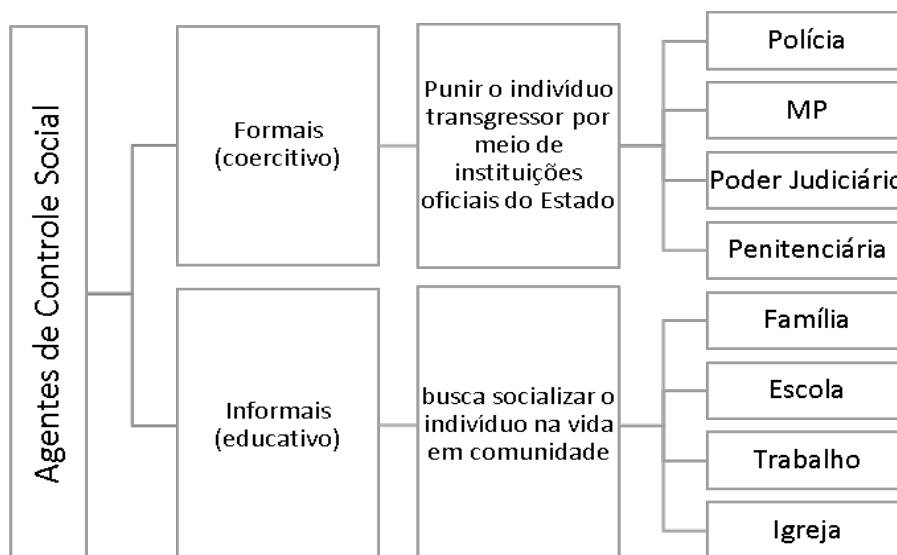 Agentes de Controle Social
Formais
(coercitivo)
Punir o indivíduo
transgressor por
meio de
instituições
oficiais do Estado
Polícia
MP
Poder Judiciário
Penitenciária
Informais
(educativo)
busca socializar o
indivíduo na vida
em comunidade
Família
Escola
Trabalho
Igreja